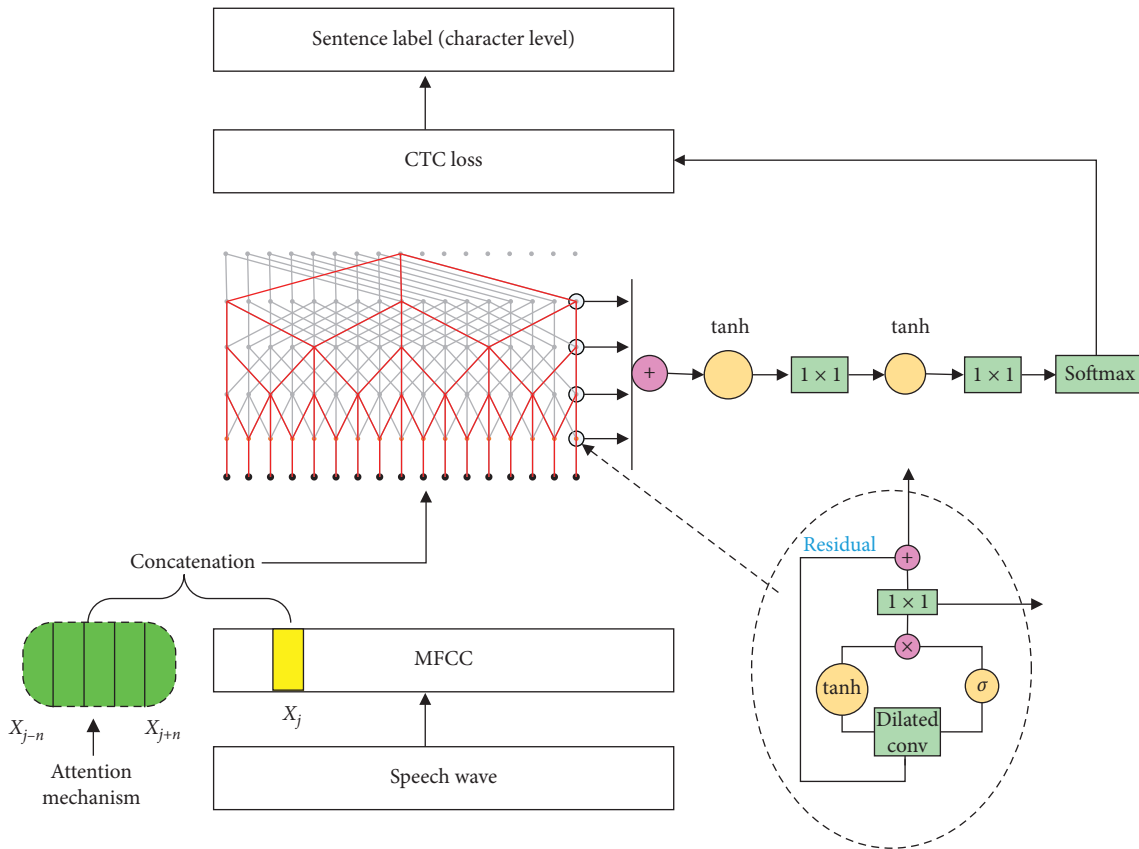 Sentence label (character level)
CTC loss
tanh
tanh
+
1 × 1
1 × 1
Softmax
Concatenation
Residual
+
1 × 1
×
tanh
σ
Dilated
conv
MFCC
X_{j–n}
X_{j+n}
X_j
Attention
mechanism
Speech wave